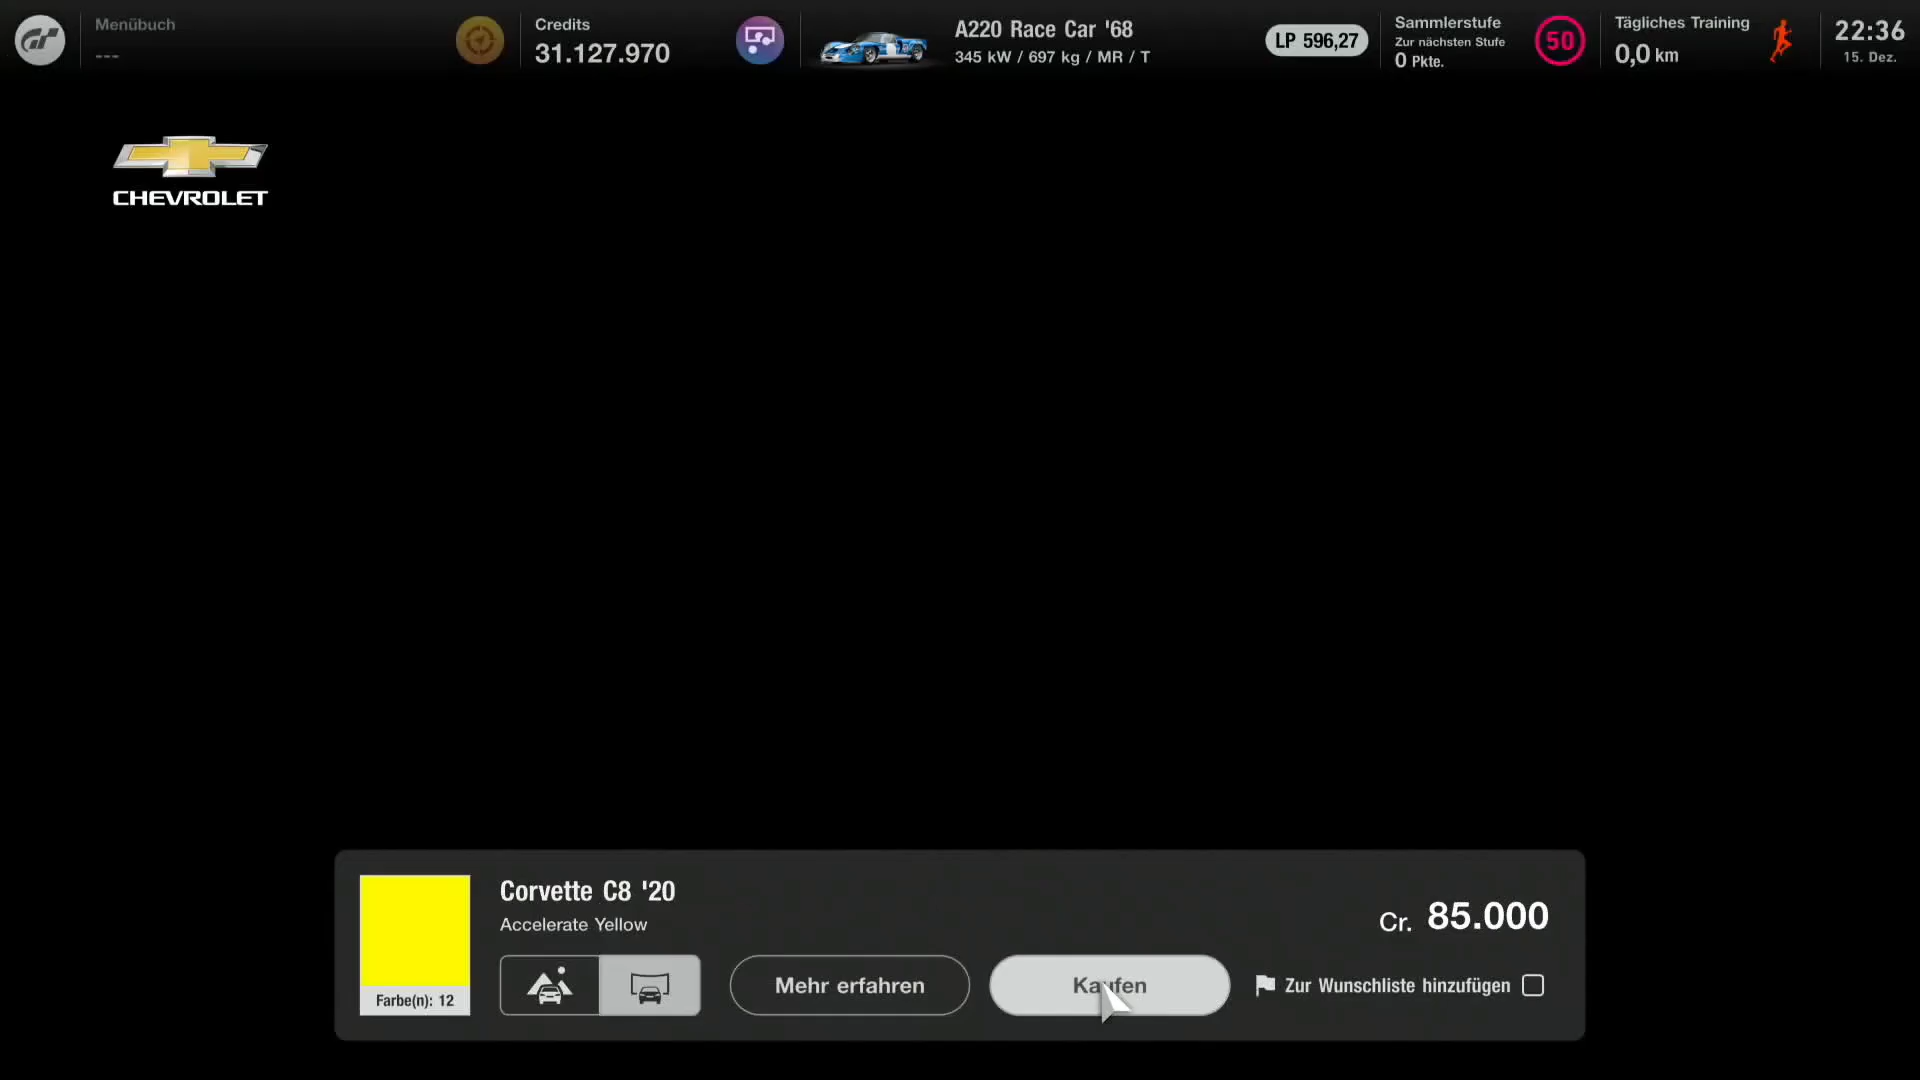 Menübuch
---
Credits
31.127.970
A220 Race Car '68
345 kW / 697 kg / MR / T
LP 596,27
Sammlerstufe
Zur nächsten Stufe
0 Pkte.
50
Tägliches Training
0,0 km
22:36
15. Dez.
CHEVROLET
Corvette C8 '20
Accelerate Yellow
Cr. 85.000
Farbe(n): 12
Mehr erfahren
Kaufen
Zur Wunschliste hinzufügen